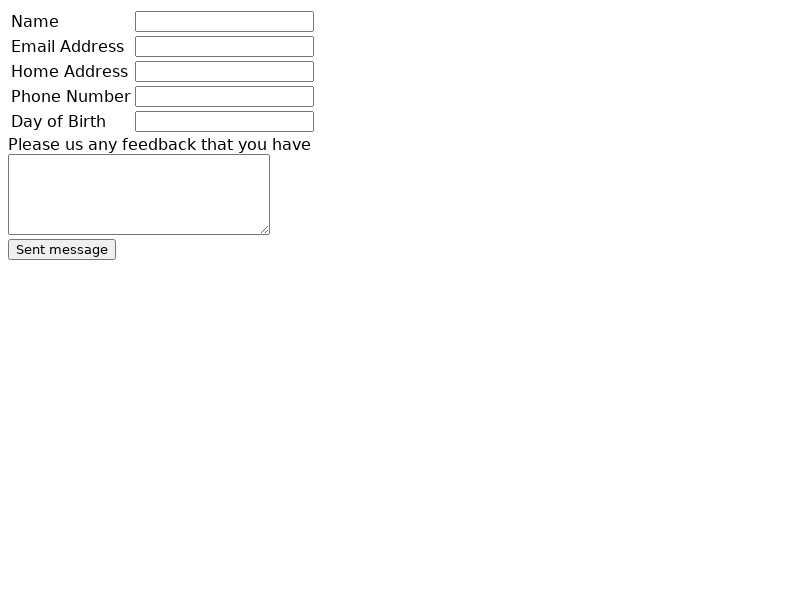 Name
Email Address
Home Address
Phone Number
Day of Birth
Please us any feedback that you have
Sent message